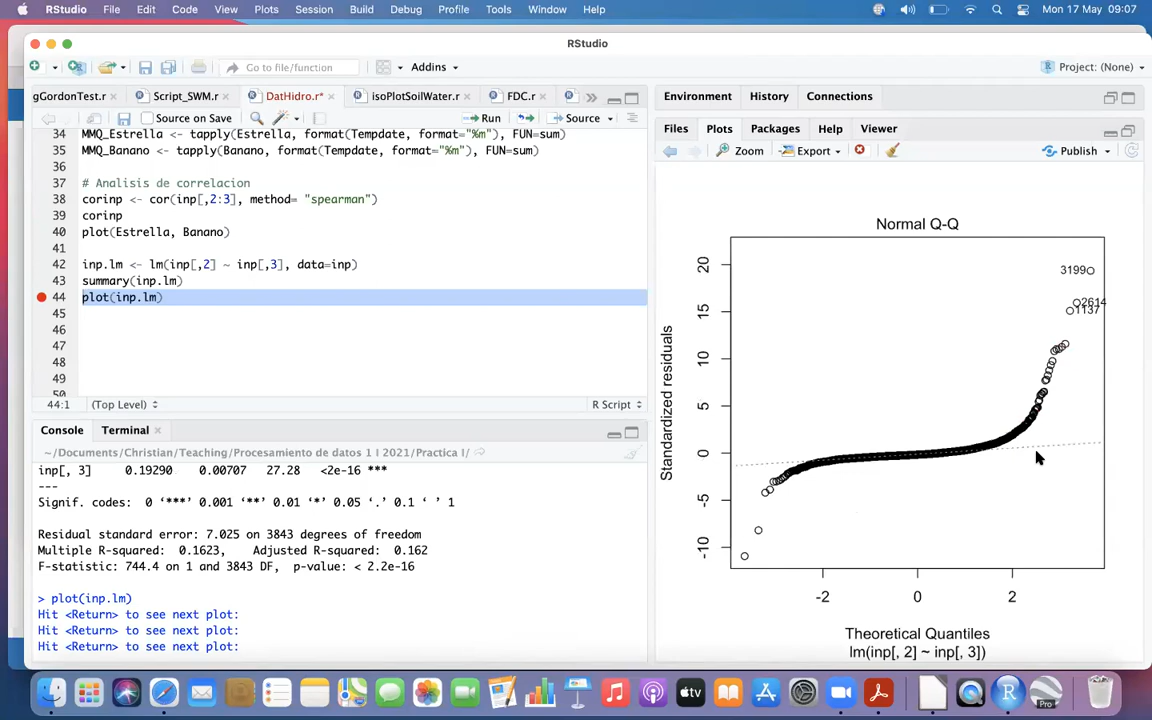 RStudio File Edit Code View Plots Session Build Debug Profile Tools Window Help Mon 17 May 09:07
RStudio
Go to file/function Addins Project: (None)
gGordonTest.r Script_SWM.r DatHidro.r* isoPlotSoilWater.r FDC.r
Source on Save Run Source
34 MMQ_Estrella <- tapply(Estrella, format(Tempdate, format="%m"), FUN=sum)
35 MMQ_Banano <- tapply(Banano, format(Tempdate, format="%m"), FUN=sum)
36
37 # Analisis de correlacion
38 corinp <- cor(inp[,2:3], method= "spearman")
39 corinp
40 plot(Estrella, Banano)
41
42 inp.lm <- lm(inp[,2] ~ inp[,3], data=inp)
43 summary(inp.lm)
44 plot(inp.lm)
45
46
47
48
49
50
44:1 (Top Level) R Script
Console Terminal
~/Documents/Christian/Teaching/Procesamiento de datos 1 I 2021/Practica I/
inp[, 3] 0.19290 0.00707 27.28 <2e-16 ***
---
Signif. codes: 0 ‘***’ 0.001 ‘**’ 0.01 ‘*’ 0.05 ‘.’ 0.1 ‘ ’ 1
Residual standard error: 7.025 on 3843 degrees of freedom
Multiple R-squared: 0.1623, Adjusted R-squared: 0.162
F-statistic: 744.4 on 1 and 3843 DF, p-value: < 2.2e-16
> plot(inp.lm)
Hit <Return> to see next plot:
Hit <Return> to see next plot:
Hit <Return> to see next plot:
Environment History Connections
Files Plots Packages Help Viewer
Zoom Export Publish
Normal Q-Q
Standardized residuals
20
15
10
5
0
-5
-10
3199
2614
1137
-2 0 2
Theoretical Quantiles
lm(inp[, 2] ~ inp[, 3])
tv
Pro